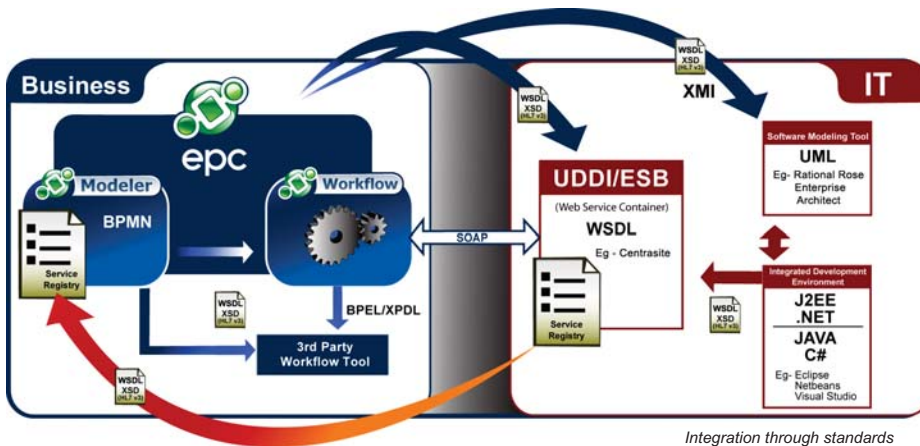 Business
epc
Modeler
BPMN
Service
Registry
Workflow
WSDL
XSD
(HL7 v3)
BPEL/XPDL
3rd Party
Workflow Tool
WSDL
XSD
(HL7 v3)
SOAP
WSDL
XSD
(HL7 v3)
WSDL
XSD
(HL7 v3)
XMI
IT
UDDI/ESB
(Web Service Container)
WSDL
Eg - Centrasite
Service
Registry
Software Modeling Tool
UML
Eg- Rational Rose
Enterprise
Architect
WSDL
XSD
(HL7 v3)
Integrated Development
Environment
J2EE
.NET
JAVA
C#
Eg- Eclipse
Netbeans
Visual Studio
Integration through standards